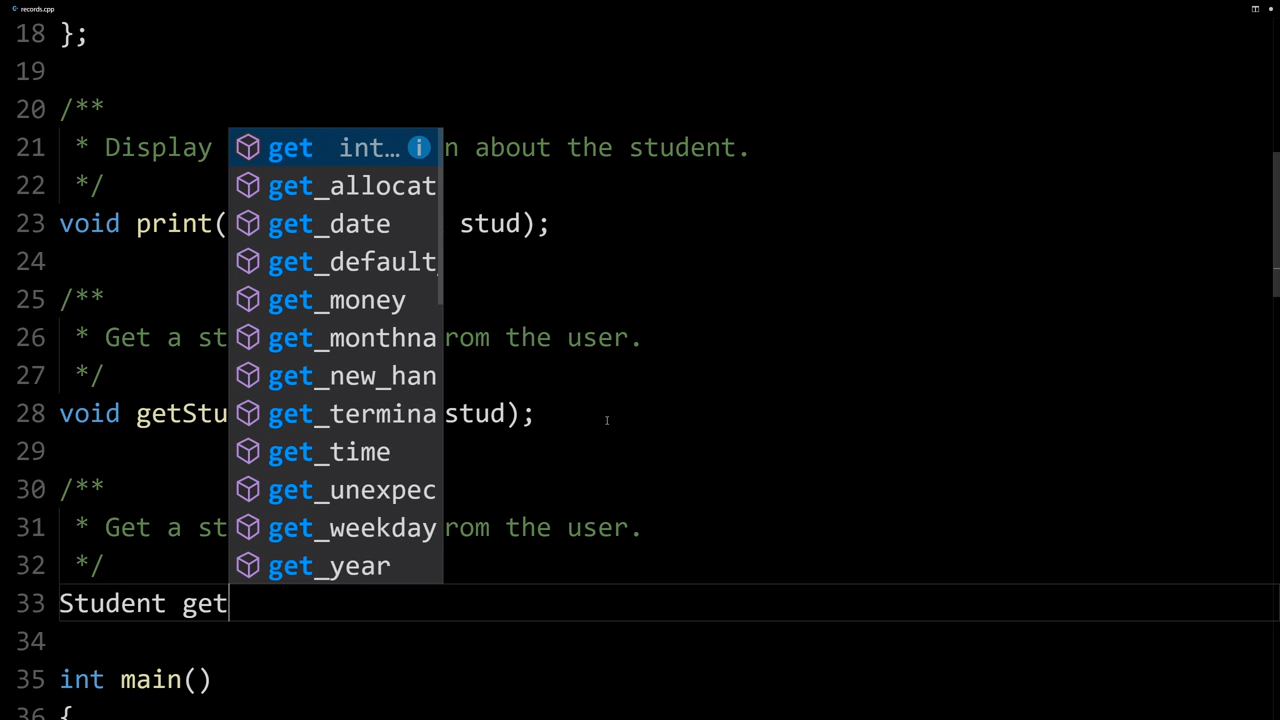 records.cpp
18 };
19
20 /**
21 * Display get int… n about the student.
22 */ get_allocat
23 void print( get_date stud);
24 get_default_
25 /** get_money
26 * Get a st get_monthna rom the user.
27 */ get_new_han
28 void getStu get_termina stud);
29 get_time
30 /** get_unexpec
31 * Get a st get_weekday rom the user.
32 */ get_year
33 Student get
34
35 int main()
36 {